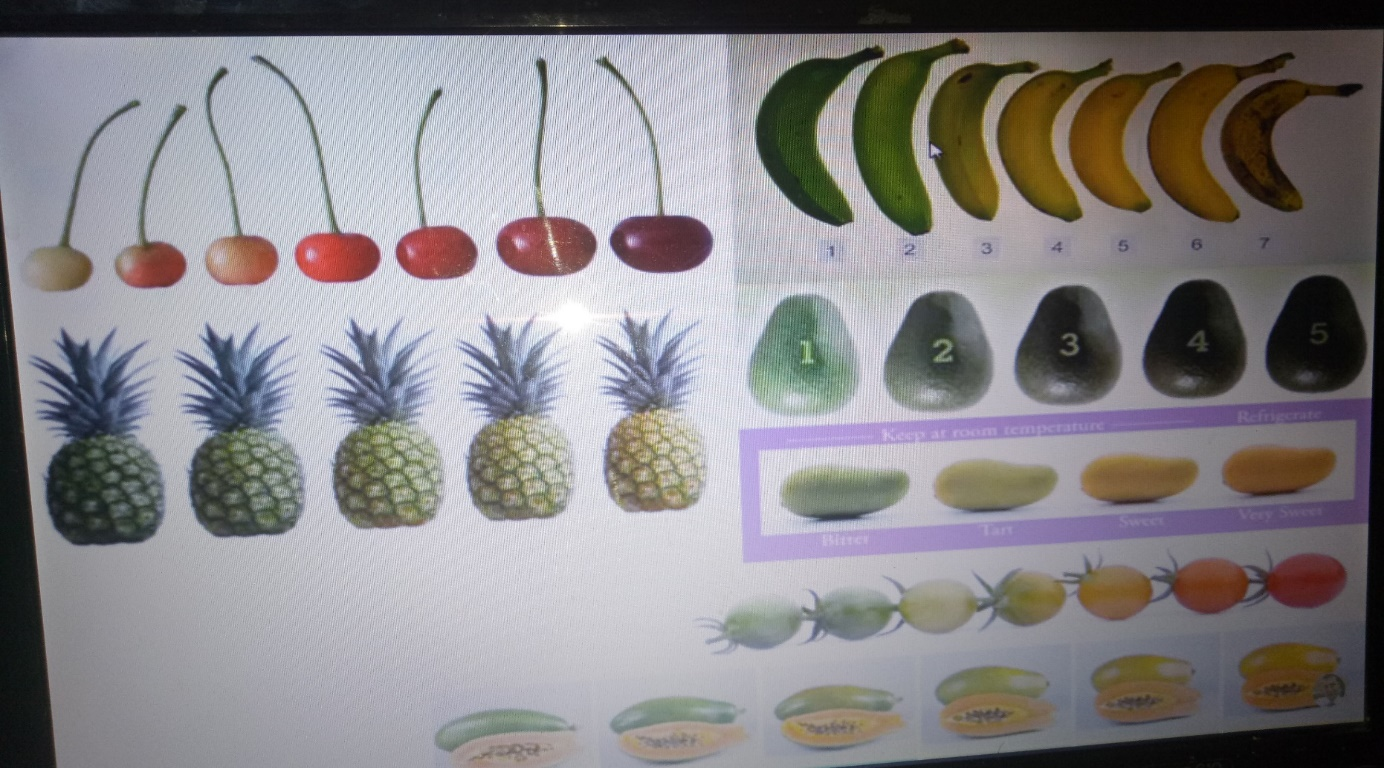 1 2 3 4 5 6 7
1 2 3 4 5
Refrigerate
Keep at room temperature
Bitter Tart Sweet Very Sweet